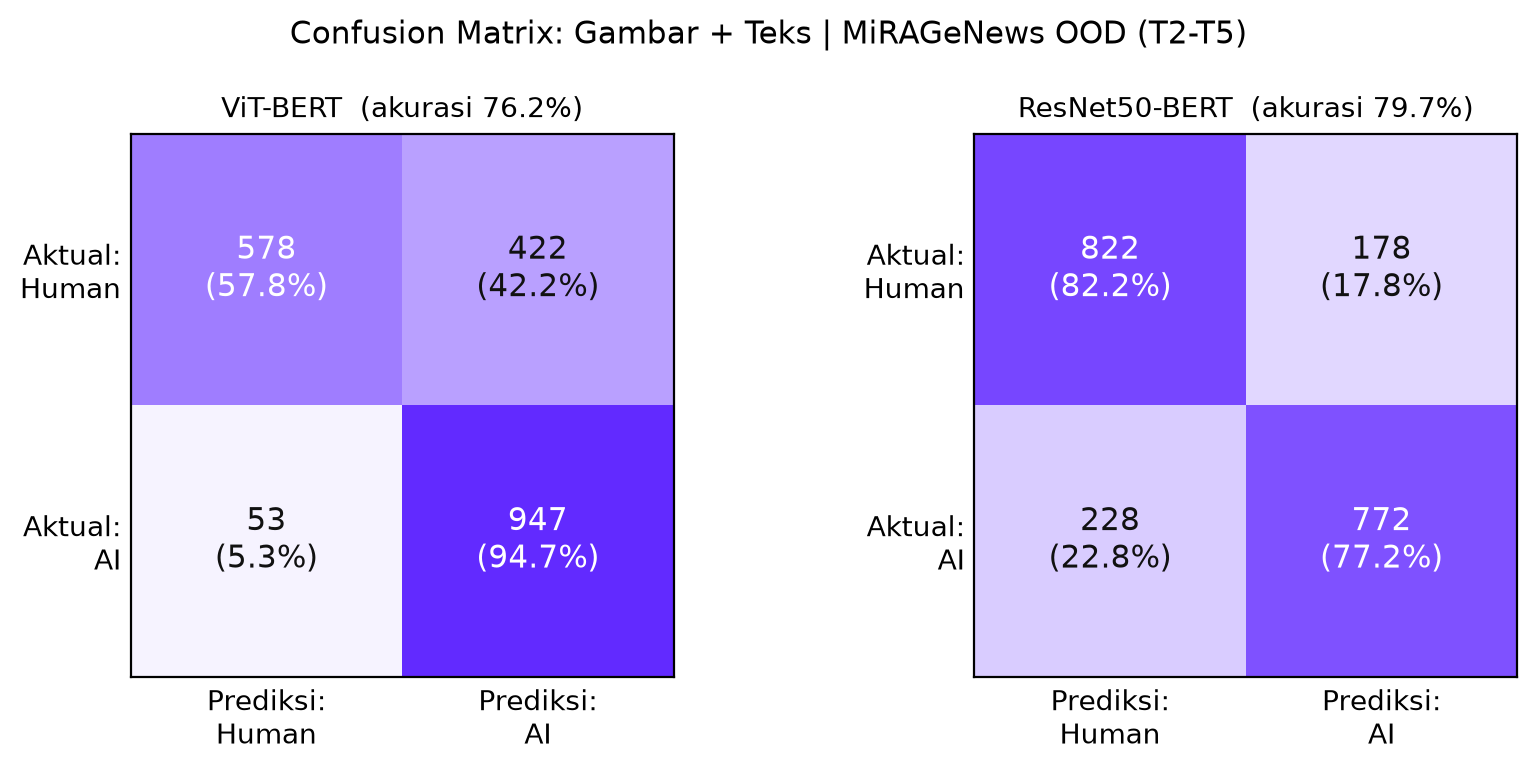 Confusion Matrix: Gambar + Teks | MiRAGeNews OOD (T2-T5)
ViT-BERT (akurasi 76.2%)
Aktual:
Human
578
(57.8%)
422
(42.2%)
Aktual:
AI
53
(5.3%)
947
(94.7%)
Prediksi:
Human
Prediksi:
AI
ResNet50-BERT (akurasi 79.7%)
Aktual:
Human
822
(82.2%)
178
(17.8%)
Aktual:
AI
228
(22.8%)
772
(77.2%)
Prediksi:
Human
Prediksi:
AI